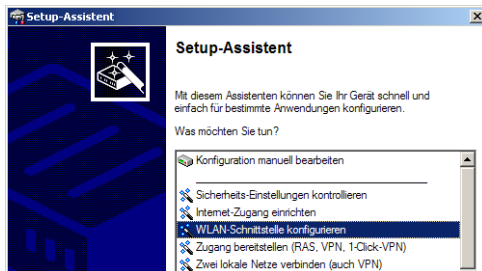 Setup-Assistent
Setup-Assistent
Mit diesem Assistenten können Sie Ihr Gerät schnell und
einfach für bestimmte Anwendungen konfigurieren.
Was möchten Sie tun?
Konfiguration manuell bearbeiten
Sicherheits-Einstellungen kontrollieren
Internet-Zugang einrichten
WLAN-Schnittstelle konfigurieren
Zugang bereitstellen (RAS, VPN, 1-Click-VPN)
Zwei lokale Netze verbinden (auch VPN)